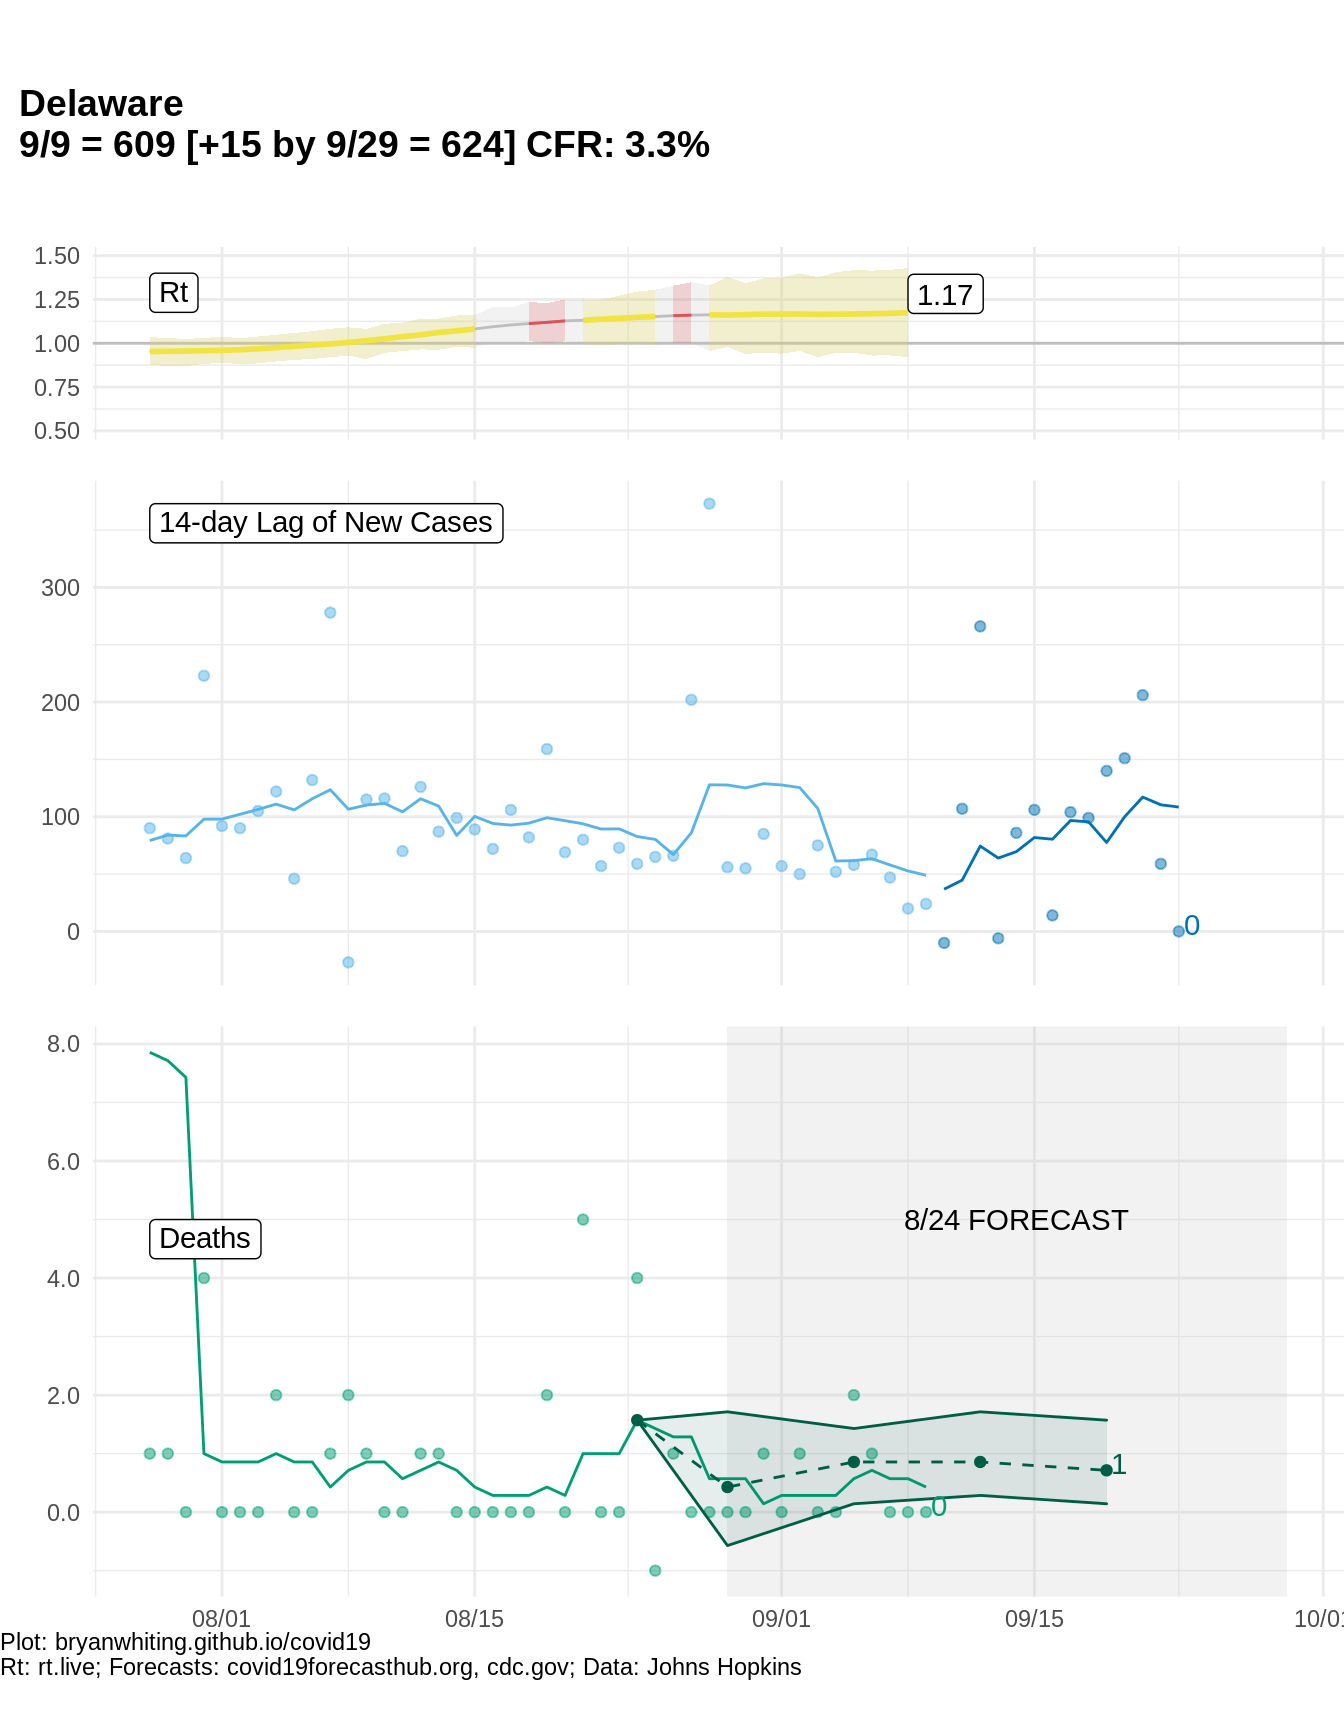 Delaware
9/9 = 609 [+15 by 9/29 = 624] CFR: 3.3%
1.50
1.25
1.00
0.75
0.50
Rt
1.17
14-day Lag of New Cases
300
200
100
0
0
8.0
6.0
4.0
2.0
0.0
Deaths
8/24 FORECAST
1
0
08/01 08/15 09/01 09/15
Plot: bryanwhiting.github.io/covid19
Rt: rt.live; Forecasts: covid19forecasthub.org, cdc.gov; Data: Johns Hopkins